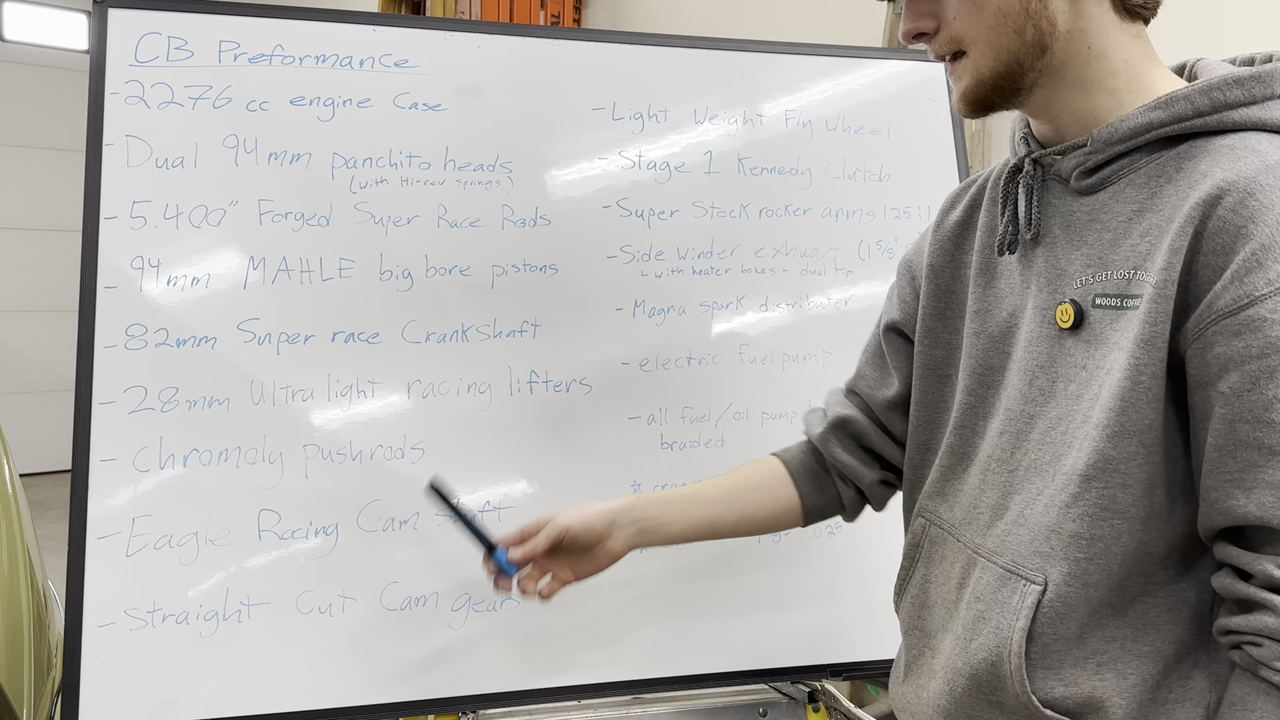 CB Preformance
-2276 cc engine Case
- Dual 94mm panchito heads
(with Hi-rev springs)
- 5.400" Forged Super Race Rods
- 94mm MAHLE big bore pistons
- 82mm Super race Crankshaft
- 28mm Ultra light racing lifters
- Chromoly pushrods
- Eagle Racing Cam shaft
- Straight Cut Cam gears
- Light Weight Fly wheel
- Stage 1 Kennedy Clutch
- Super Stock rocker arms 1.25:1
- Side winder exhaust (1 5/8"
with heater boxes - dual tip
- Magna spark distributer
- electric fuel pump
- all fuel/oil pump
braided
LET'S GET LOST
WOODS COFFEE